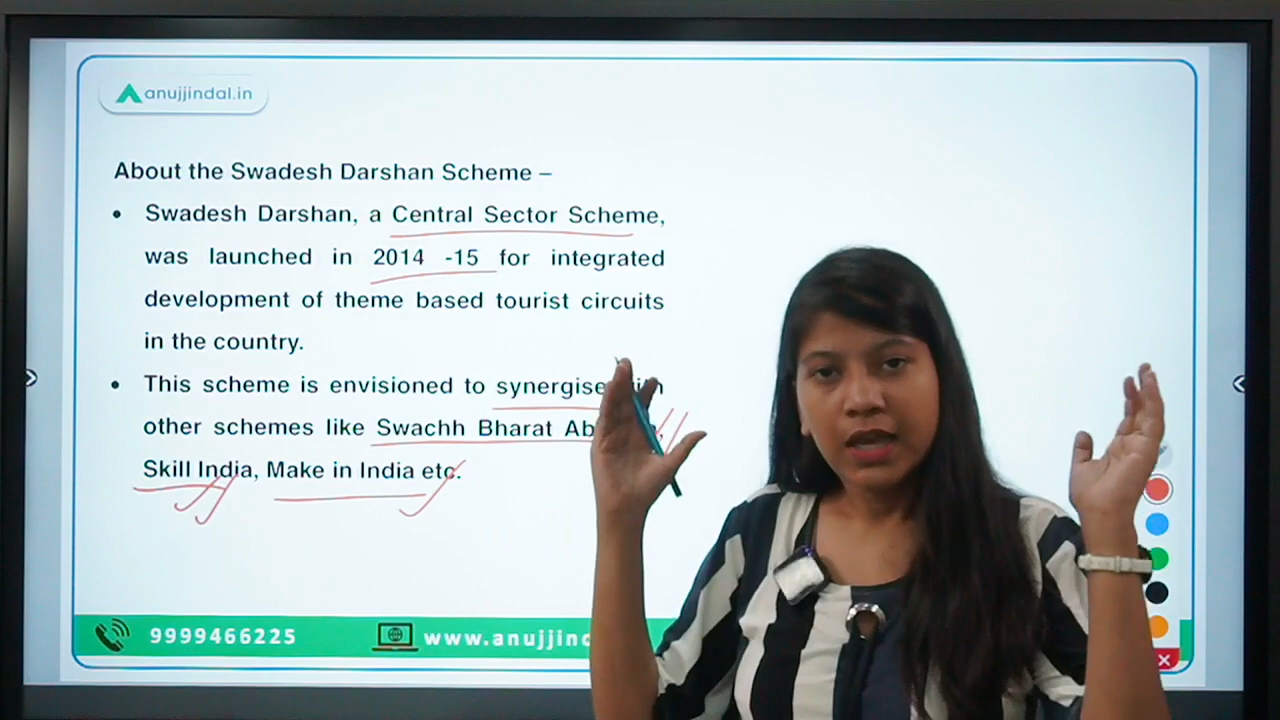 anujjindal.in
About the Swadesh Darshan Scheme –
• Swadesh Darshan, a Central Sector Scheme,
was launched in 2014 -15 for integrated
development of theme based tourist circuits
in the country.
• This scheme is envisioned to synergise
other schemes like Swachh Bharat
Skill India, Make in India etc.
9999466225